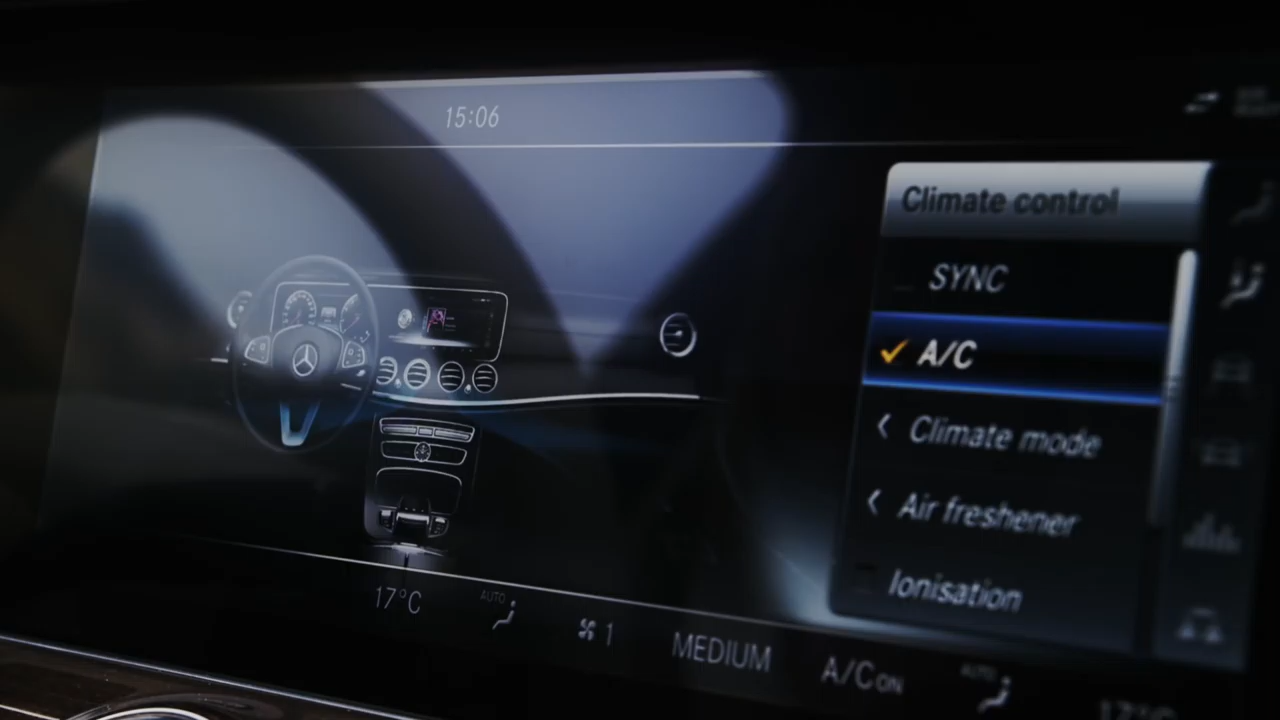 15:06
Climate control
SYNC
A/C
Climate mode
Air freshener
Ionisation
17°C
AUTO
1
MEDIUM
A/C ON
AUTO